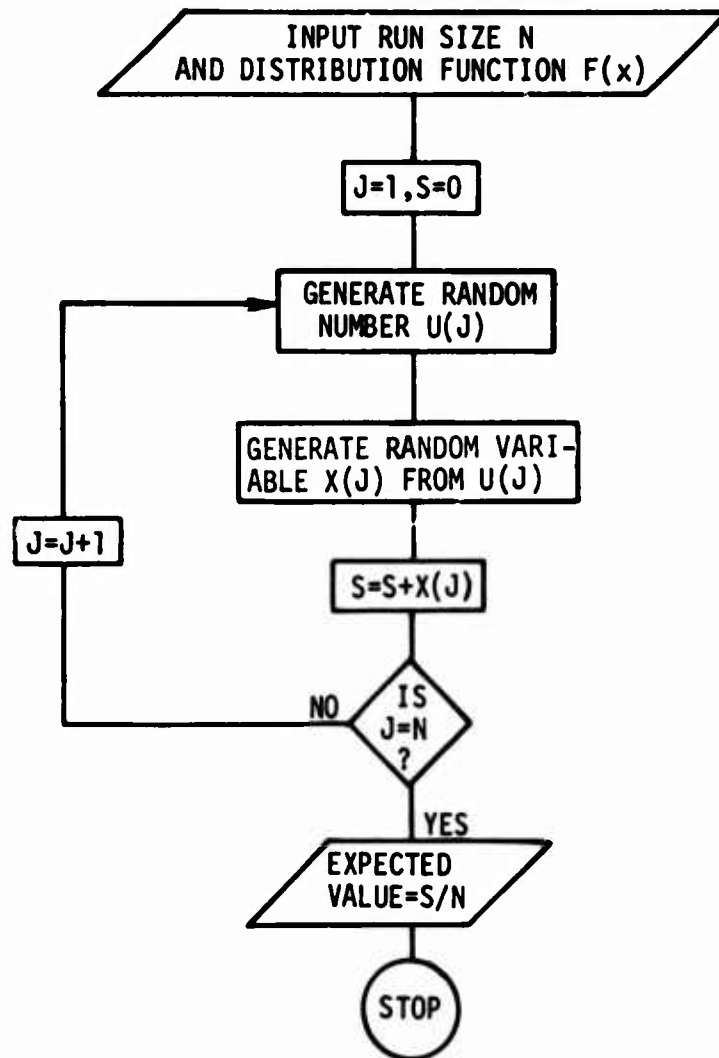 INPUT RUN SIZE N
AND DISTRIBUTION FUNCTION F(x)
J=1,S=0
GENERATE RANDOM
NUMBER U(J)
GENERATE RANDOM VARI-
ABLE X(J) FROM U(J)
J=J+1
S=S+X(J)
IS
J=N
?
NO
YES
EXPECTED
VALUE=S/N
STOP